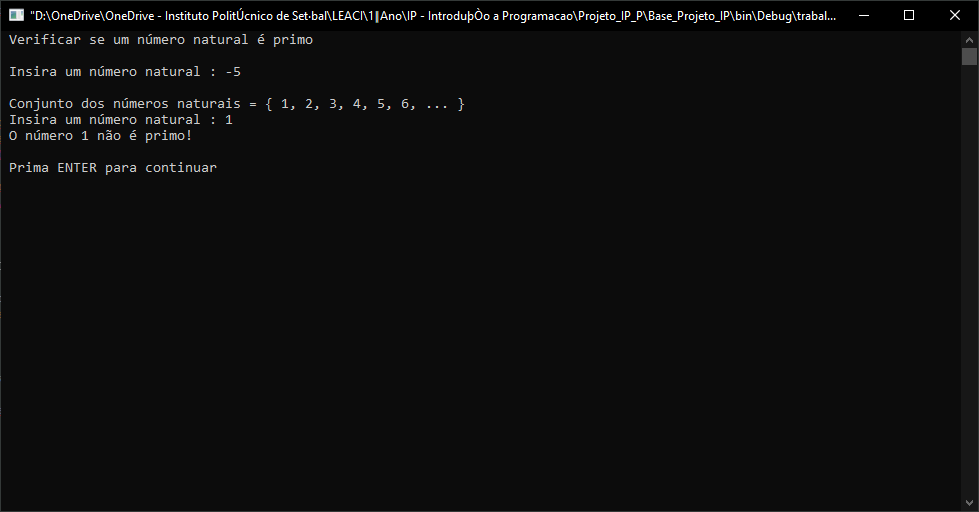 "D:\OneDrive\OneDrive - Instituto PolitÚcnico de Set·bal\LEACI\1║Ano\IP - IntroduþÒo a Programacao\Projeto_IP_P\Base_Projeto_IP\bin\Debug\trabal...
Verificar se um número natural é primo
Insira um número natural : -5
Conjunto dos números naturais = { 1, 2, 3, 4, 5, 6, ... }
Insira um número natural : 1
O número 1 não é primo!
Prima ENTER para continuar